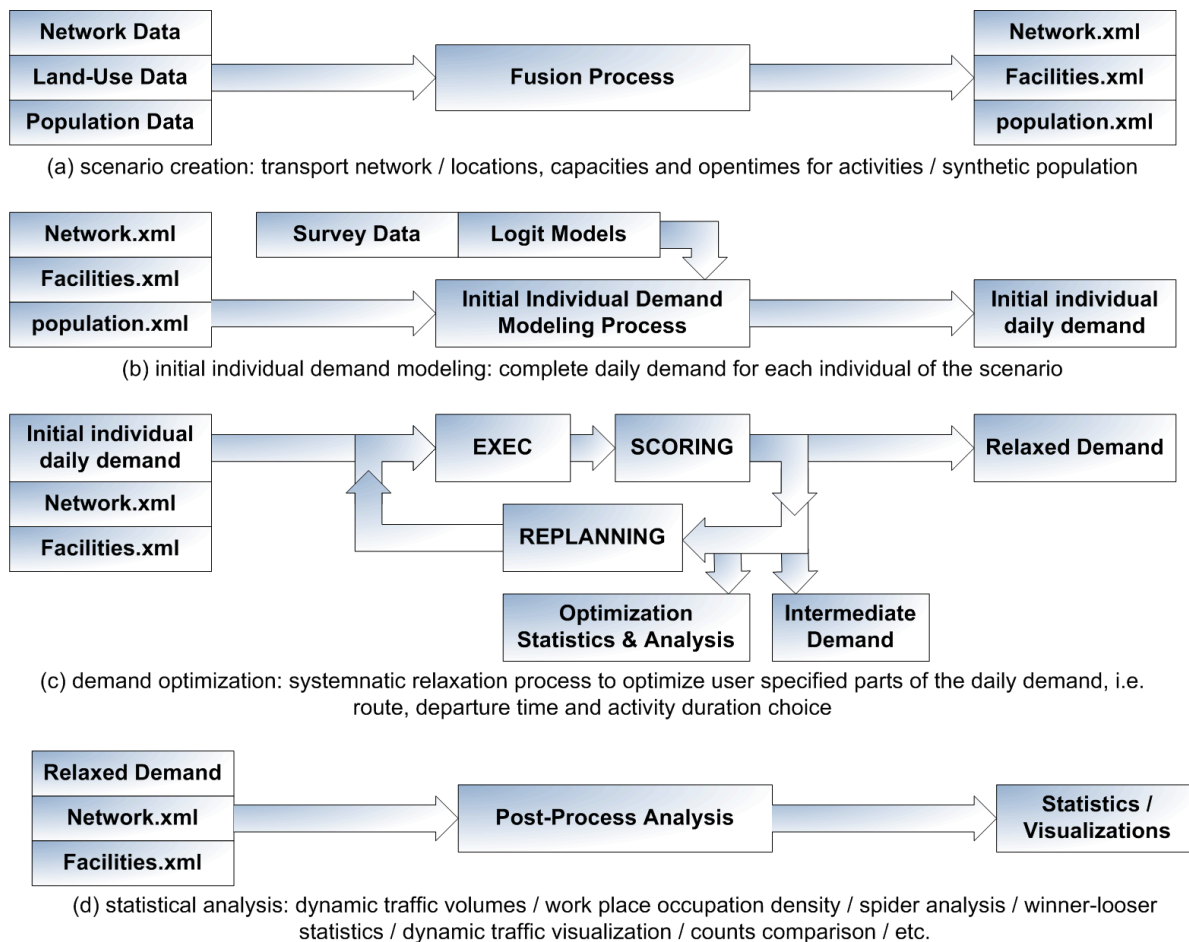 Network Data
Land-Use Data
Population Data
Fusion Process
Network.xml
Facilities.xml
population.xml
(a) scenario creation: transport network / locations, capacities and opentimes for activities / synthetic population
Network.xml
Facilities.xml
population.xml
Survey Data
Logit Models
Initial Individual Demand
Modeling Process
Initial individual
daily demand
(b) initial individual demand modeling: complete daily demand for each individual of the scenario
Initial individual
daily demand
Network.xml
Facilities.xml
EXEC
SCORING
Relaxed Demand
REPLANNING
Optimization
Statistics & Analysis
Intermediate
Demand
(c) demand optimization: systemnatic relaxation process to optimize user specified parts of the daily demand, i.e.
route, departure time and activity duration choice
Relaxed Demand
Network.xml
Facilities.xml
Post-Process Analysis
Statistics /
Visualizations
(d) statistical analysis: dynamic traffic volumes / work place occupation density / spider analysis / winner-looser
statistics / dynamic traffic visualization / counts comparison / etc.